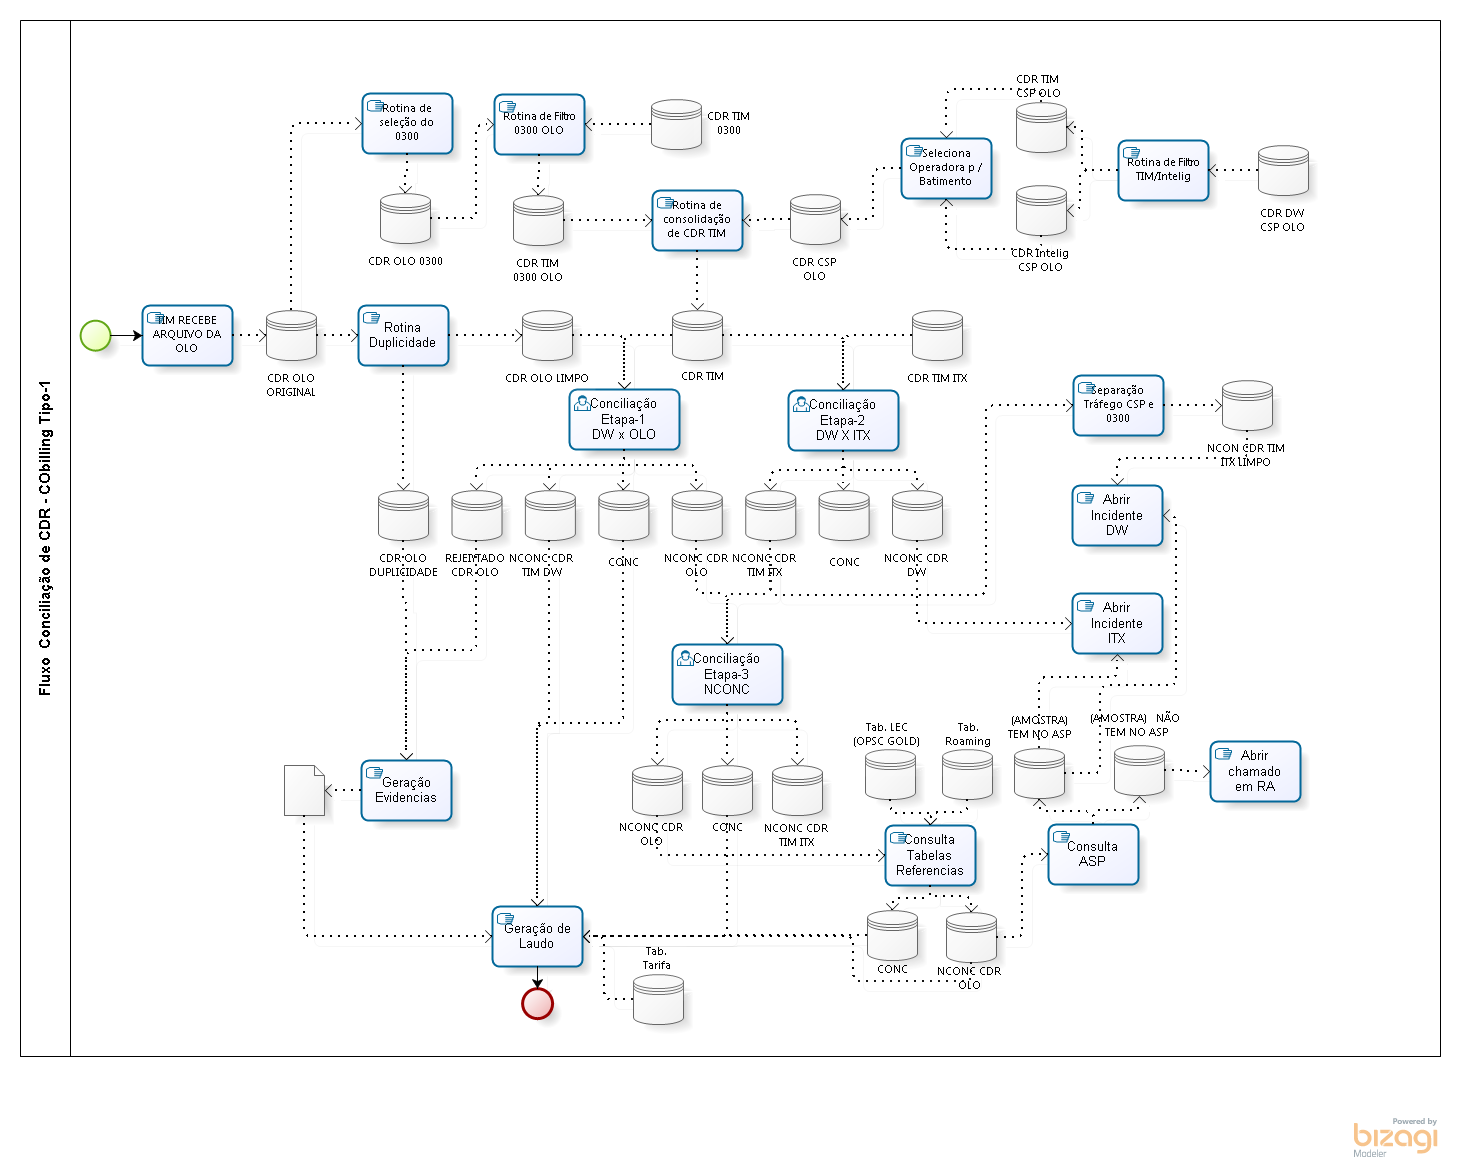 Fluxo Conciliação de CDR - CObilling Tipo-1
Rotina de
seleção do
0300
Rotina de Filtro
0300 OLO
CDR TIM
0300
CDR TIM
CSP OLO
Seleciona
Operadora p /
Batimento
Rotina de Filtro
TIM/Intelig
CDR DW
CSP OLO
CDR Intelig
CSP OLO
CDR OLO 0300
CDR TIM
0300 OLO
Rotina de
consolidação
de CDR TIM
CDR CSP
OLO
TIM RECEBE
ARQUIVO DA
OLO
CDR OLO
ORIGINAL
Rotina
Duplicidade
CDR OLO LIMPO
CDR TIM
CDR TIM ITX
Conciliação
Etapa-1
DW x OLO
Conciliação
Etapa-2
DW X ITX
Separação
Tráfego CSP e
0300
NCON CDR TIM
ITX LIMPO
Abrir
Incidente
DW
CDR OLO
DUPLICIDADE
REJEITADO
CDR OLO
NCONC CDR
TIM DW
CONC
NCONC CDR
OLO
NCONC CDR
TIM ITX
CONC
NCONC CDR
DW
Abrir
Incidente
ITX
Conciliação
Etapa-3
NCONC
Tab. LEC
(OPSC GOLD)
Tab.
Roaming
(AMOSTRA)
TEM NO ASP
(AMOSTRA) NÃO
TEM NO ASP
Abrir
chamado
em RA
Geração
Evidencias
NCONC CDR
OLO
CONC
NCONC CDR
TIM ITX
Consulta
Tabelas
Referencias
Consulta
ASP
Geração de
Laudo
Tab.
Tarifa
CONC
NCONC CDR
OLO
Powered by
bizagi
Modeler